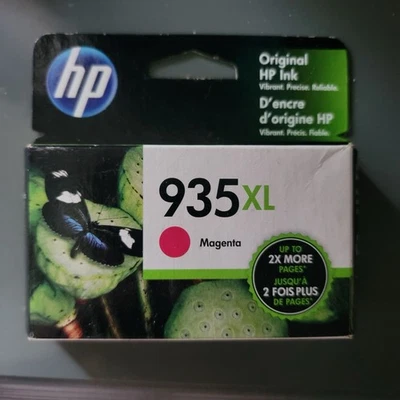 hp
Original
HP Ink
Vibrant. Precise. Reliable.
D'encre
d'origine HP
Vibrant. Précis. Fiable.
935XL
Magenta
UP TO
2X MORE
PAGES*
JUSQU'À
2 FOIS PLUS
DE PAGES*